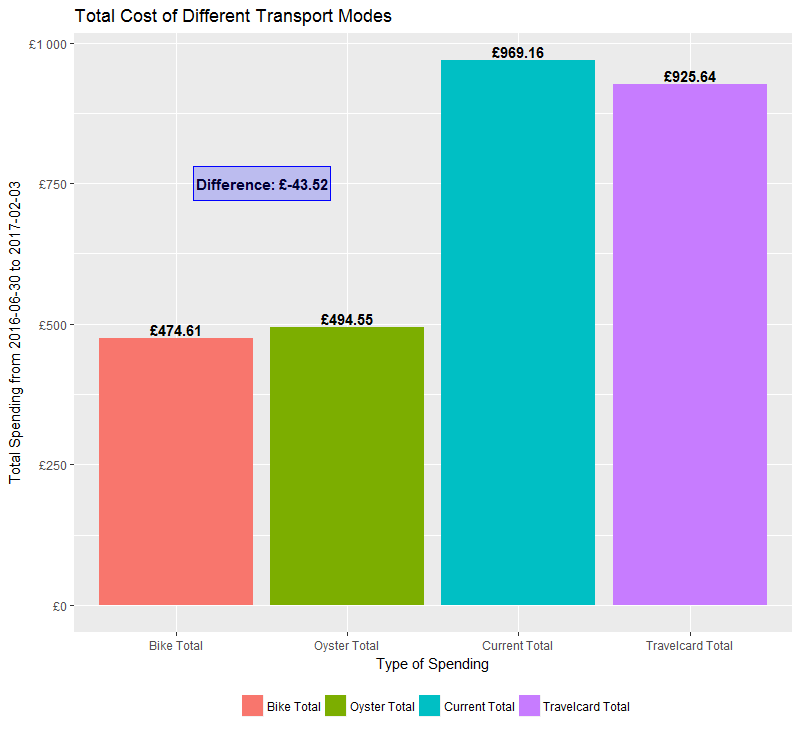 Total Cost of Different Transport Modes
Total Spending from 2016-06-30 to 2017-02-03
£1 000
£750
£500
£250
£0
£474.61
£494.55
£969.16
£925.64
Difference: £-43.52
Bike Total
Oyster Total
Current Total
Travelcard Total
Type of Spending
Bike Total Oyster Total Current Total Travelcard Total